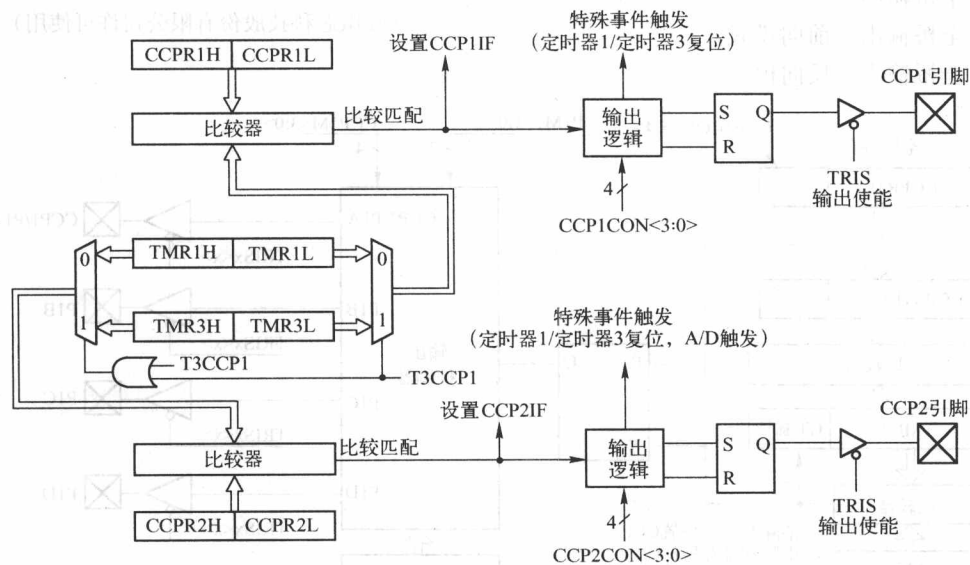 CCPR1H CCPR1L
设置CCP1IF
特殊事件触发
(定时器1/定时器3复位)
CCP1引脚
比较器
比较匹配
输出
逻辑
S Q
R
TRIS
输出使能
4
CCP1CON<3:0>
0
TMR1H TMR1L
0
1
TMR3H TMR3L
1
T3CCP1
T3CCP1
特殊事件触发
(定时器1/定时器3复位，A/D触发)
设置CCP2IF
CCP2引脚
比较器
比较匹配
输出
逻辑
S Q
R
TRIS
输出使能
4
CCPR2H CCPR2L
CCP2CON<3:0>